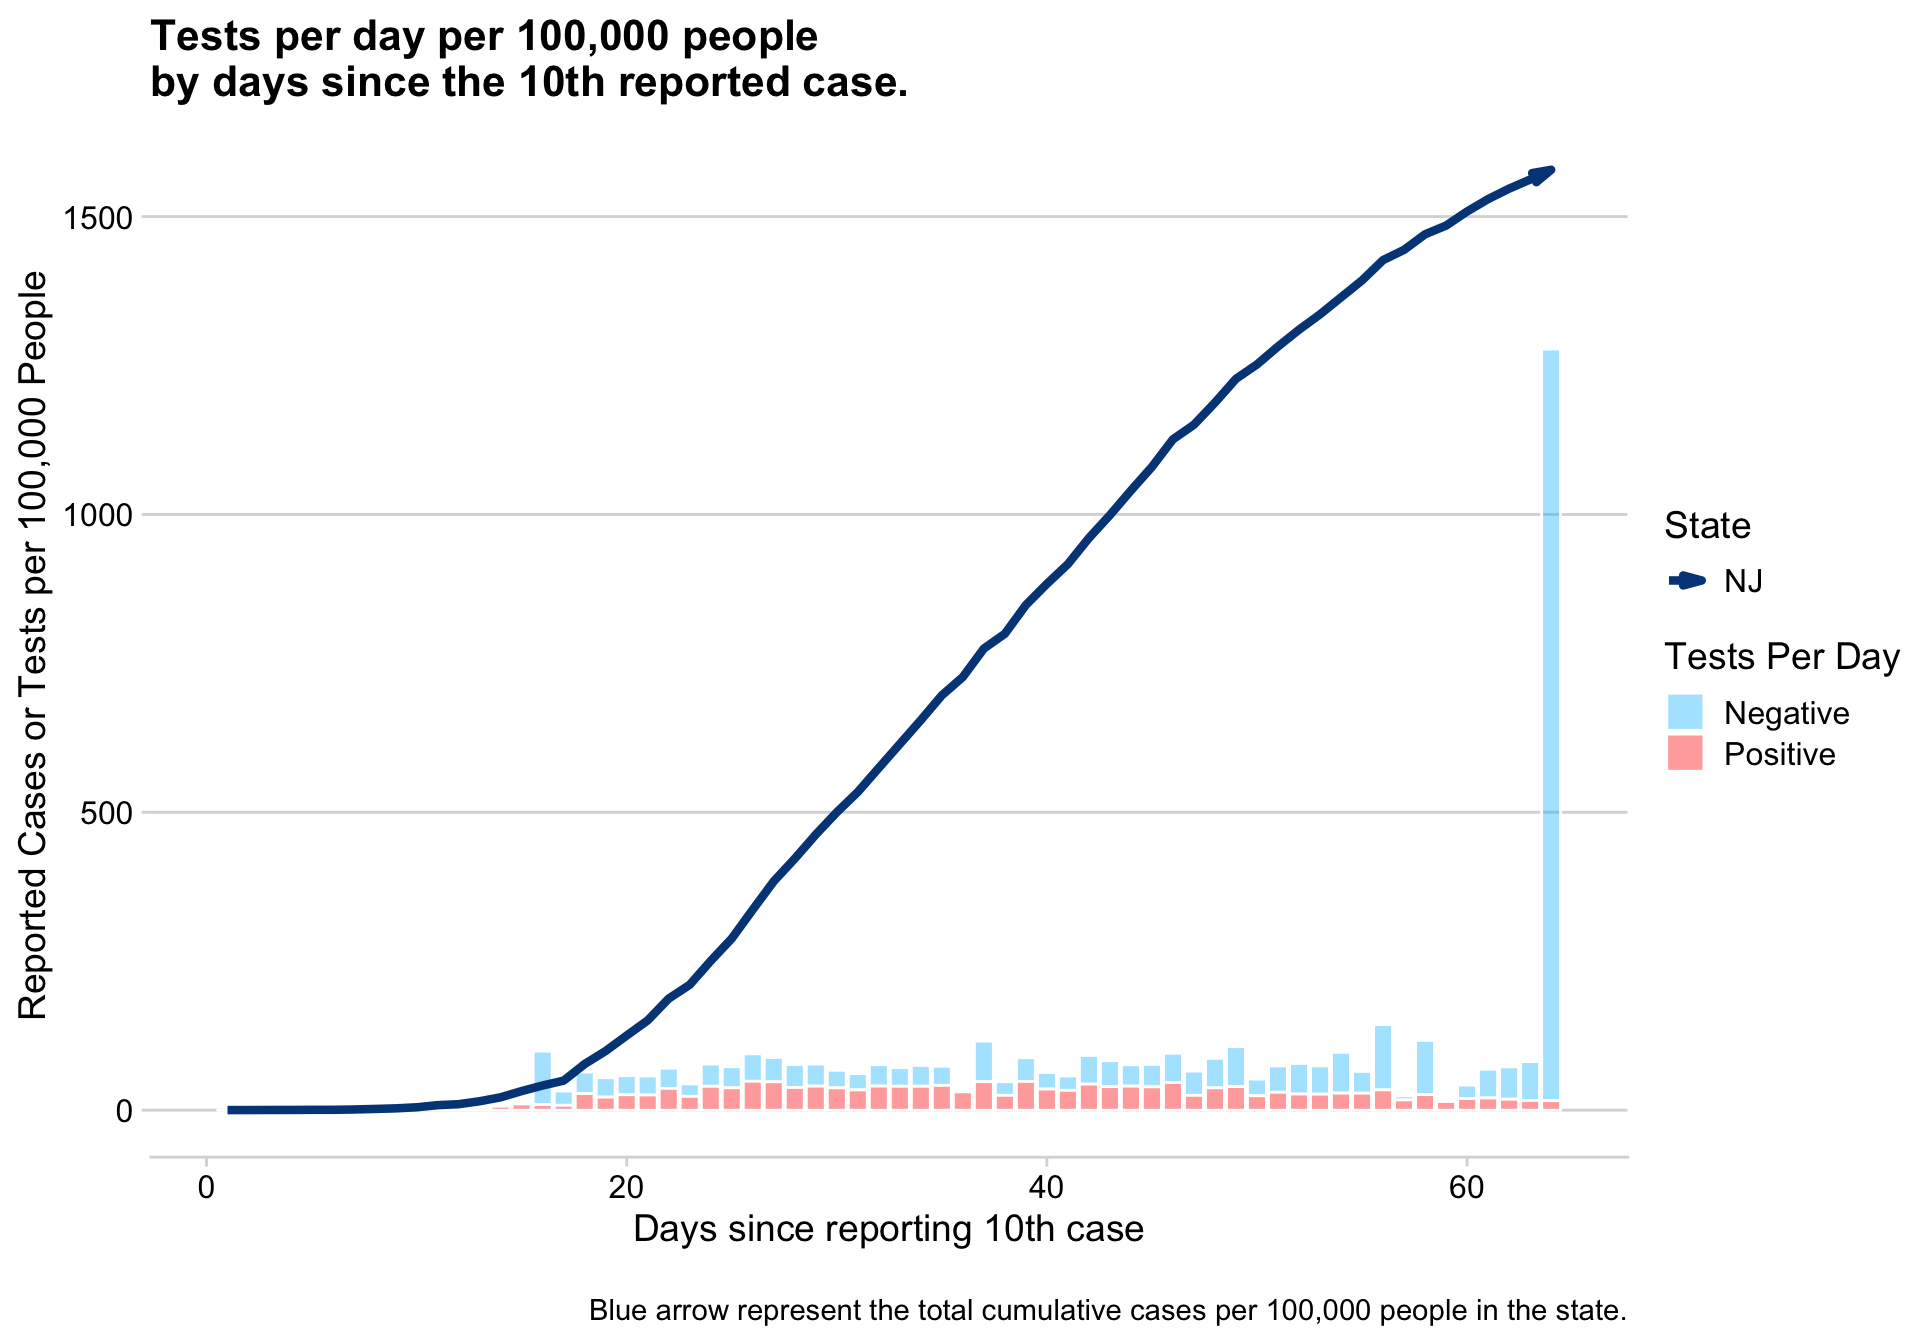 Tests per day per 100,000 people
by days since the 10th reported case.
Reported Cases or Tests per 100,000 People
1500
1000
500
0
0
20
40
60
Days since reporting 10th case
State
NJ
Tests Per Day
Negative
Positive
Blue arrow represent the total cumulative cases per 100,000 people in the state.